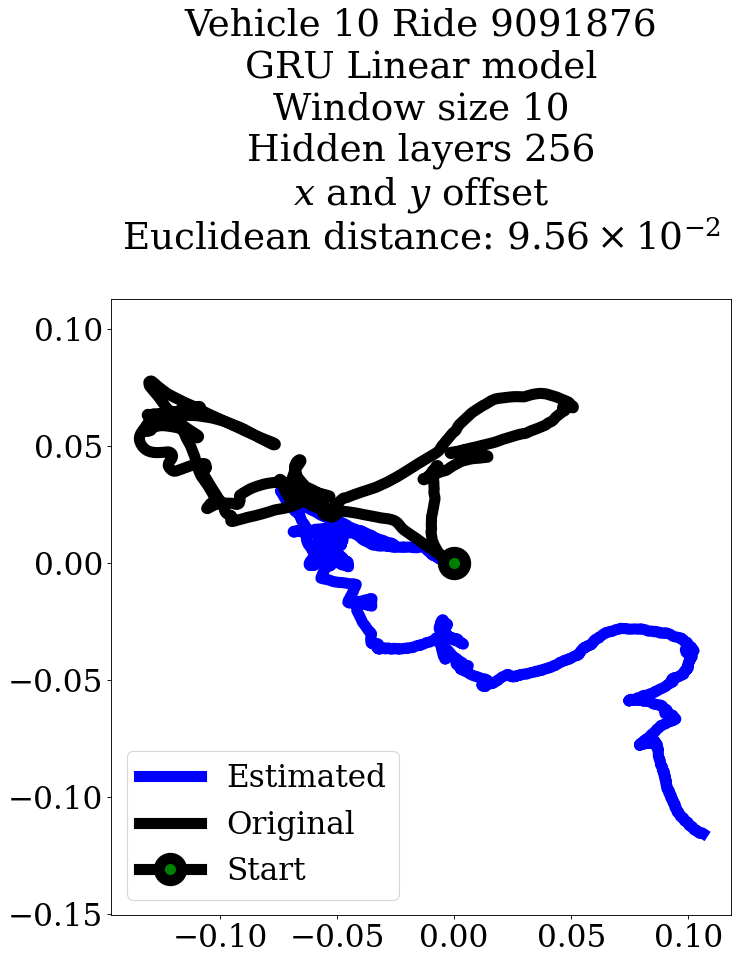 Vehicle 10 Ride 9091876
GRU Linear model
Window size 10
Hidden layers 256
x and y offset
Euclidean distance: 9.56 × 10⁻²
0.10
0.05
0.00
−0.05
−0.10
−0.15
Estimated
Original
Start
−0.10 −0.05 0.00 0.05 0.10